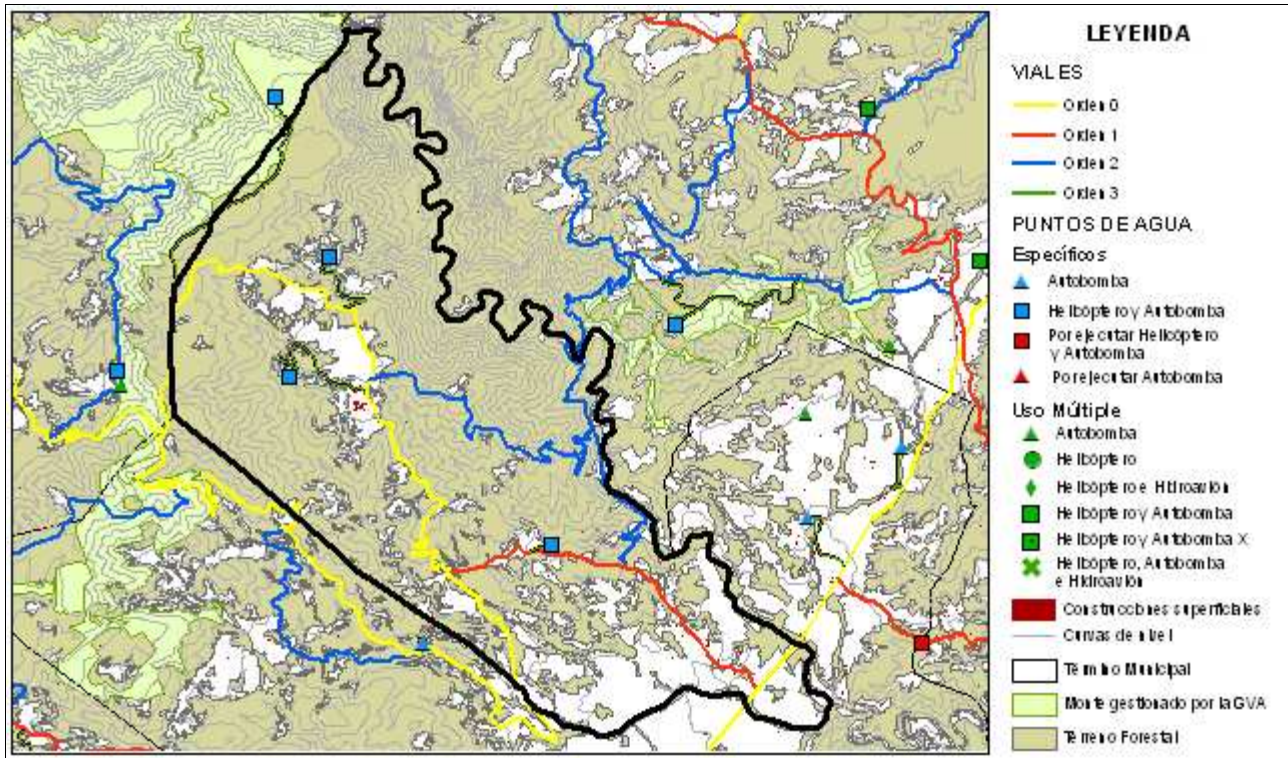 LEYENDA
VIALES
Orden 0
Orden 1
Orden 2
Orden 3
PUNTOS DE AGUA
Específicos
Autobomba
Helicóptero y Autobomba
Por ejecutar Helicóptero
y Autobomba
Por ejecutar Autobomba
Uso Múltiple
Autobomba
Helicóptero
Helicóptero e Hidroavión
Helicóptero y Autobomba
Helicóptero y Autobomba X
Helicóptero, Autobomba
e Hidroavión
Construcciones superficiales
Curvas de nivel
Término Municipal
Monte gestionado por la GVA
Terreno Forestal